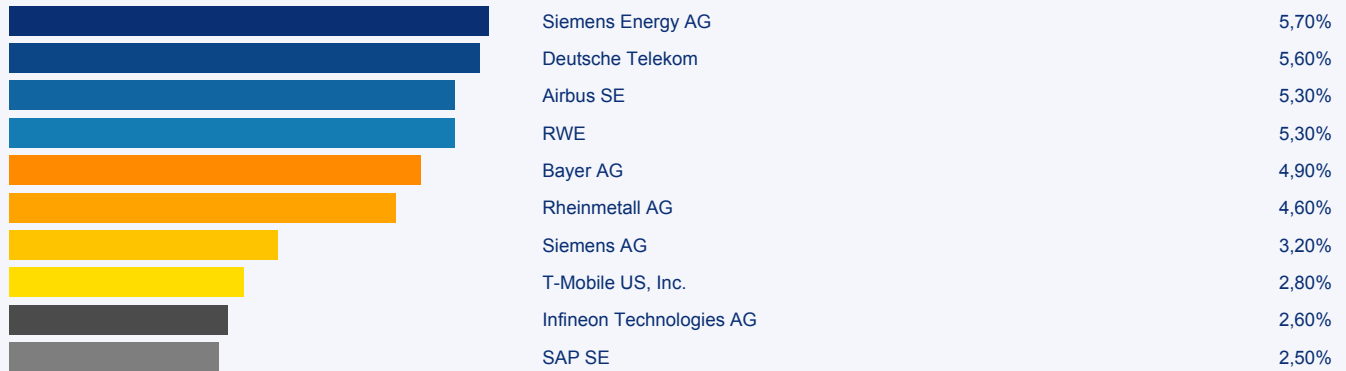 Siemens Energy AG 5,70%
Deutsche Telekom 5,60%
Airbus SE 5,30%
RWE 5,30%
Bayer AG 4,90%
Rheinmetall AG 4,60%
Siemens AG 3,20%
T-Mobile US, Inc. 2,80%
Infineon Technologies AG 2,60%
SAP SE 2,50%